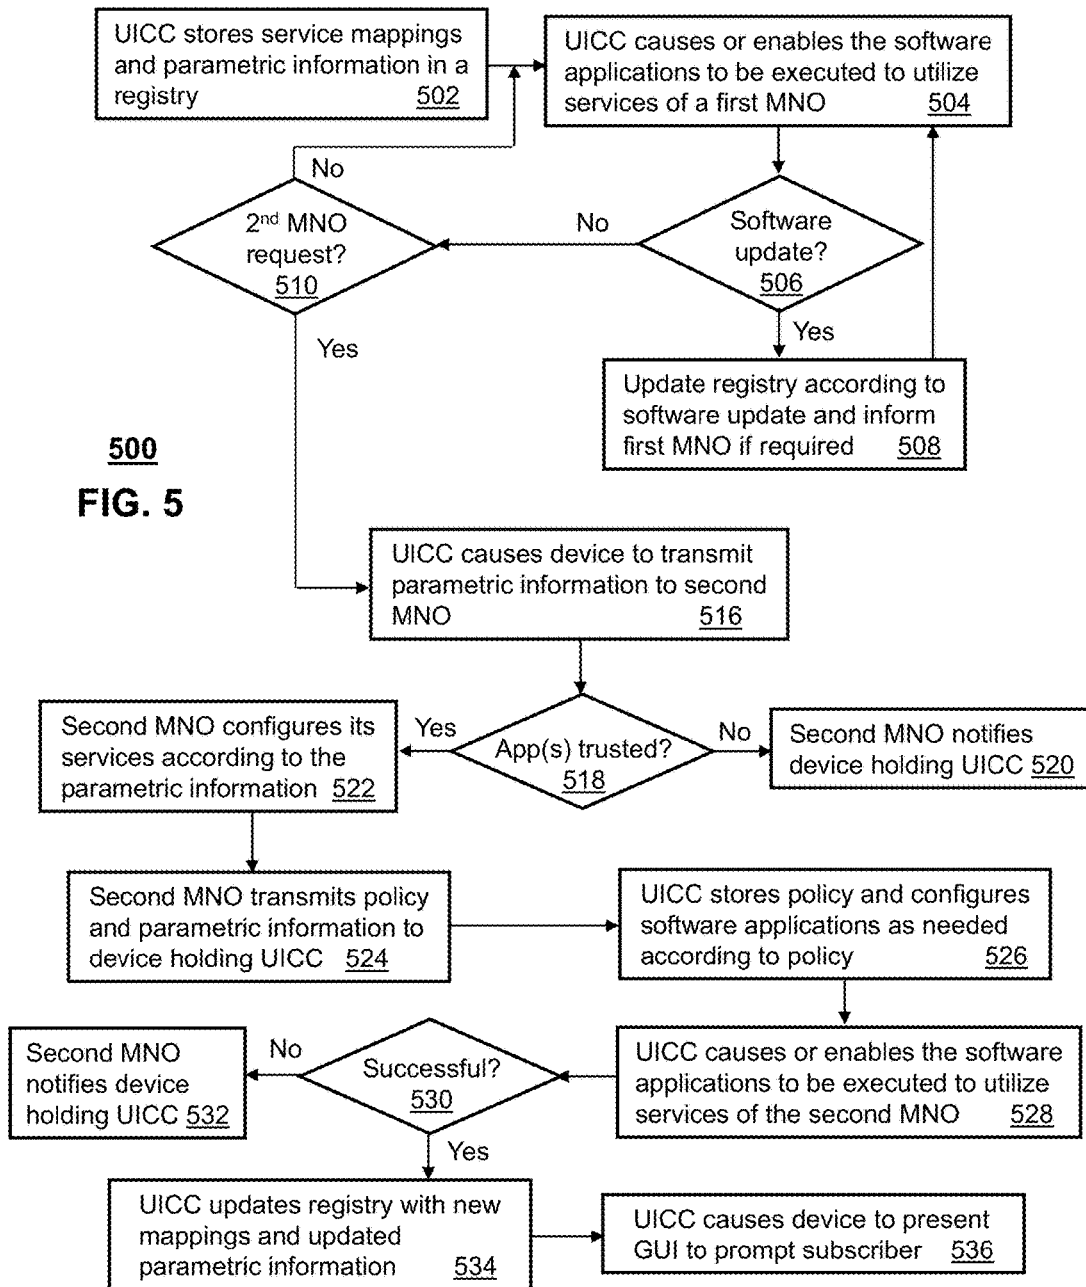 UICC stores service mappings
and parametric information in a
registry 502
UICC causes or enables the software
applications to be executed to utilize
services of a first MNO 504
No
2nd MNO
request?
510
No
Software
update?
506
Yes
Yes
Update registry according to
software update and inform
first MNO if required 508
500
FIG. 5
UICC causes device to transmit
parametric information to second
MNO 516
Second MNO configures its
services according to the
parametric information 522
Yes
App(s) trusted?
518
No
Second MNO notifies
device holding UICC 520
Second MNO transmits policy
and parametric information to
device holding UICC 524
UICC stores policy and configures
software applications as needed
according to policy 526
Second MNO
notifies device
holding UICC 532
No
Successful?
530
UICC causes or enables the software
applications to be executed to utilize
services of the second MNO 528
Yes
UICC updates registry with new
mappings and updated
parametric information 534
UICC causes device to present
GUI to prompt subscriber 536